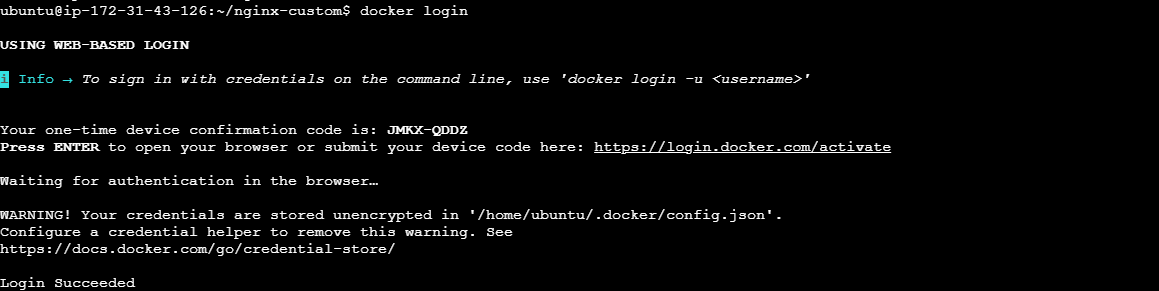 ubuntu@ip-172-31-43-126:~/nginx-custom$ docker login
USING WEB-BASED LOGIN
i Info → To sign in with credentials on the command line, use 'docker login -u <username>'
Your one-time device confirmation code is: JMKX-QDDZ
Press ENTER to open your browser or submit your device code here: https://login.docker.com/activate
Waiting for authentication in the browser…
WARNING! Your credentials are stored unencrypted in '/home/ubuntu/.docker/config.json'.
Configure a credential helper to remove this warning. See
https://docs.docker.com/go/credential-store/
Login Succeeded